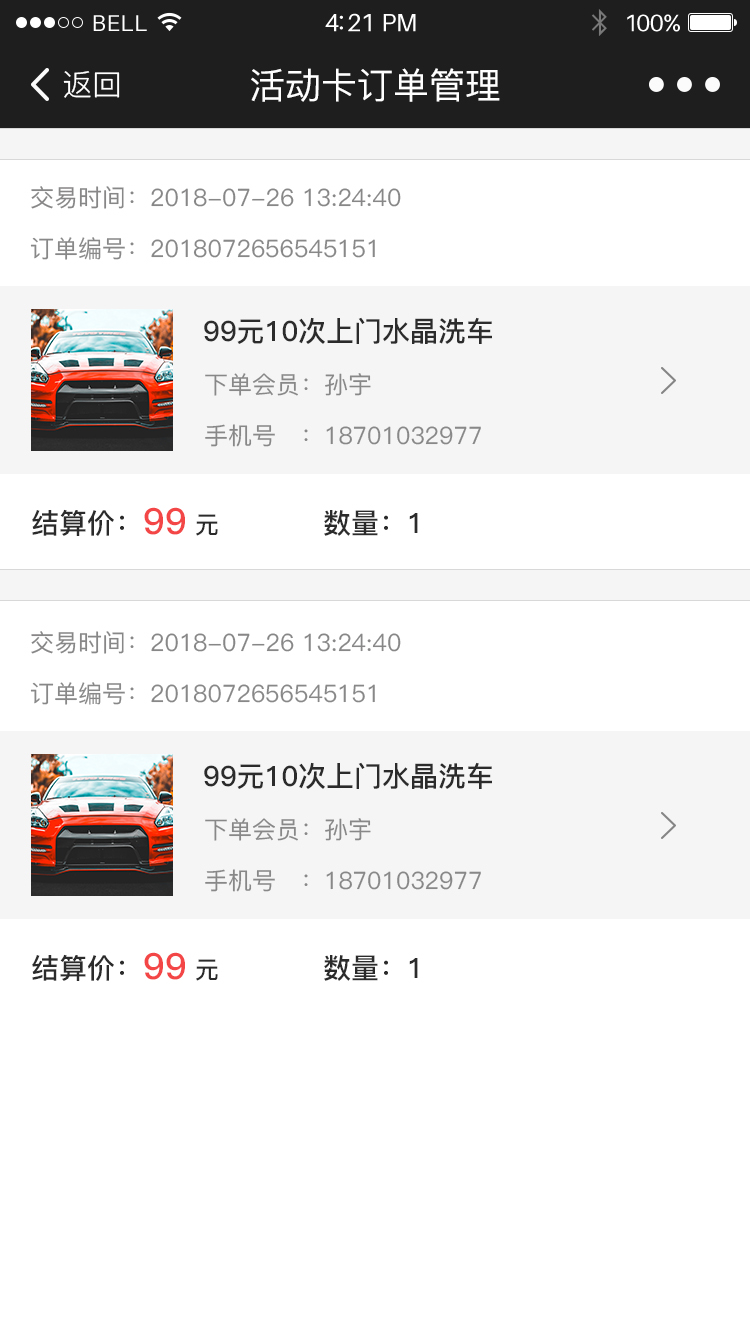 BELL 4:21 PM 100%
返回 活动卡订单管理
交易时间：2018-07-26 13:24:40
订单编号：2018072656545151
99元10次上门水晶洗车
下单会员：孙宇
手机号 ：18701032977
结算价：99 元 数量：1
交易时间：2018-07-26 13:24:40
订单编号：2018072656545151
99元10次上门水晶洗车
下单会员：孙宇
手机号 ：18701032977
结算价：99 元 数量：1